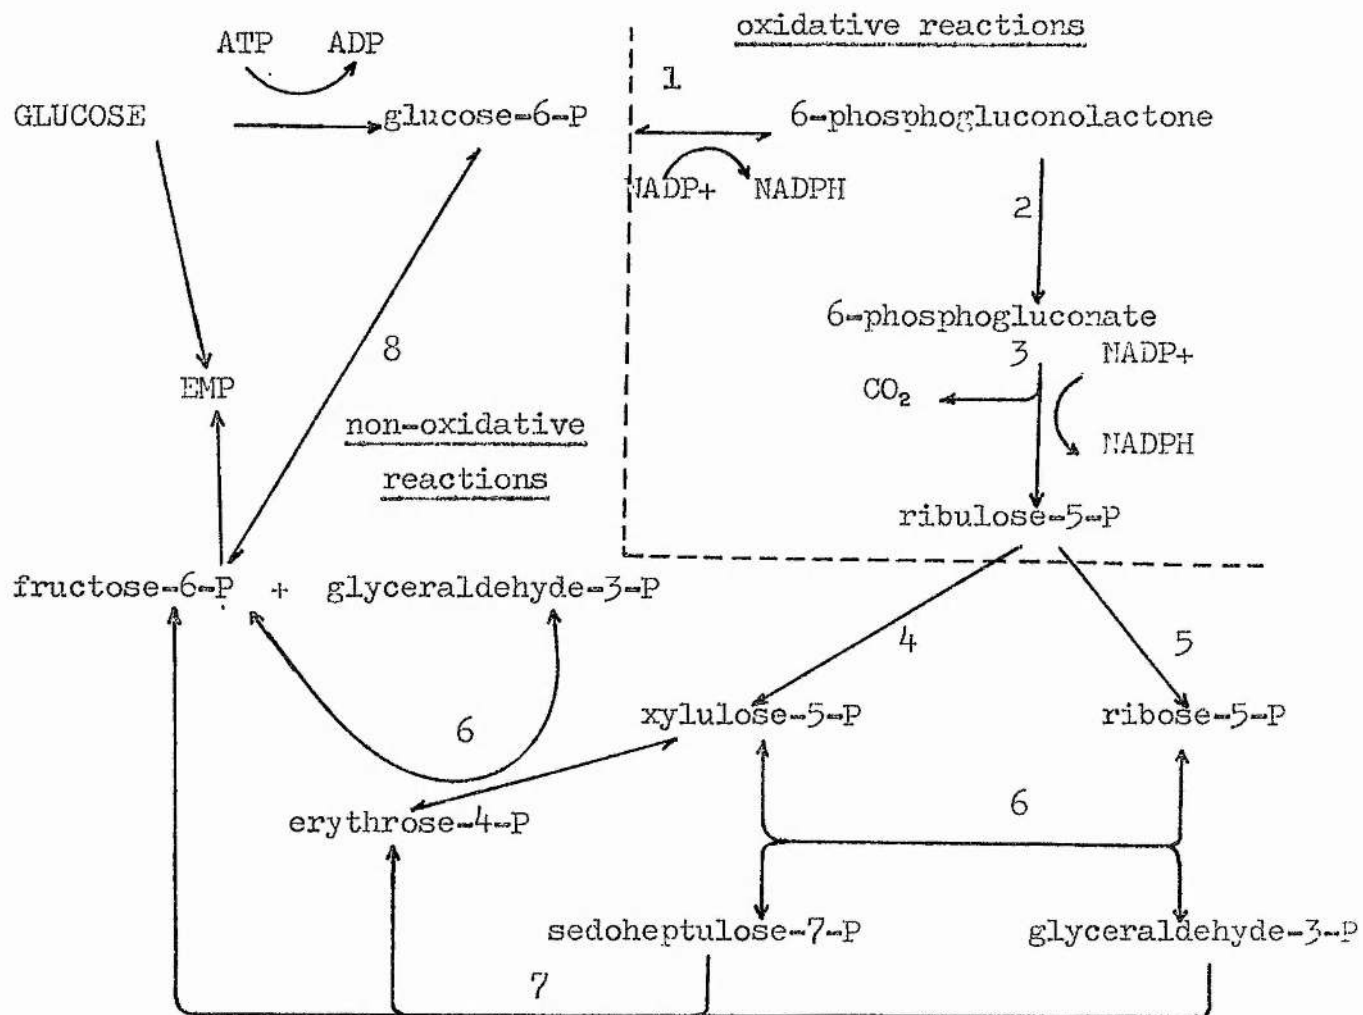 oxidative reactions
ATP ADP
1
GLUCOSE glucose-6-P 6-phosphogluconolactone
NADP+ NADPH
2
6-phosphogluconate
8 3 NADP+
EMP CO₂
non-oxidative NADPH
reactions
ribulose-5-P
fructose-6-P + glyceraldehyde-3-P
4 5
xylulose-5-P ribose-5-P
6
6
erythrose-4-P
sedoheptulose-7-P glyceraldehyde-3-P
7